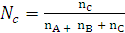 N_c = n_C / (n_A + n_B + n_C)